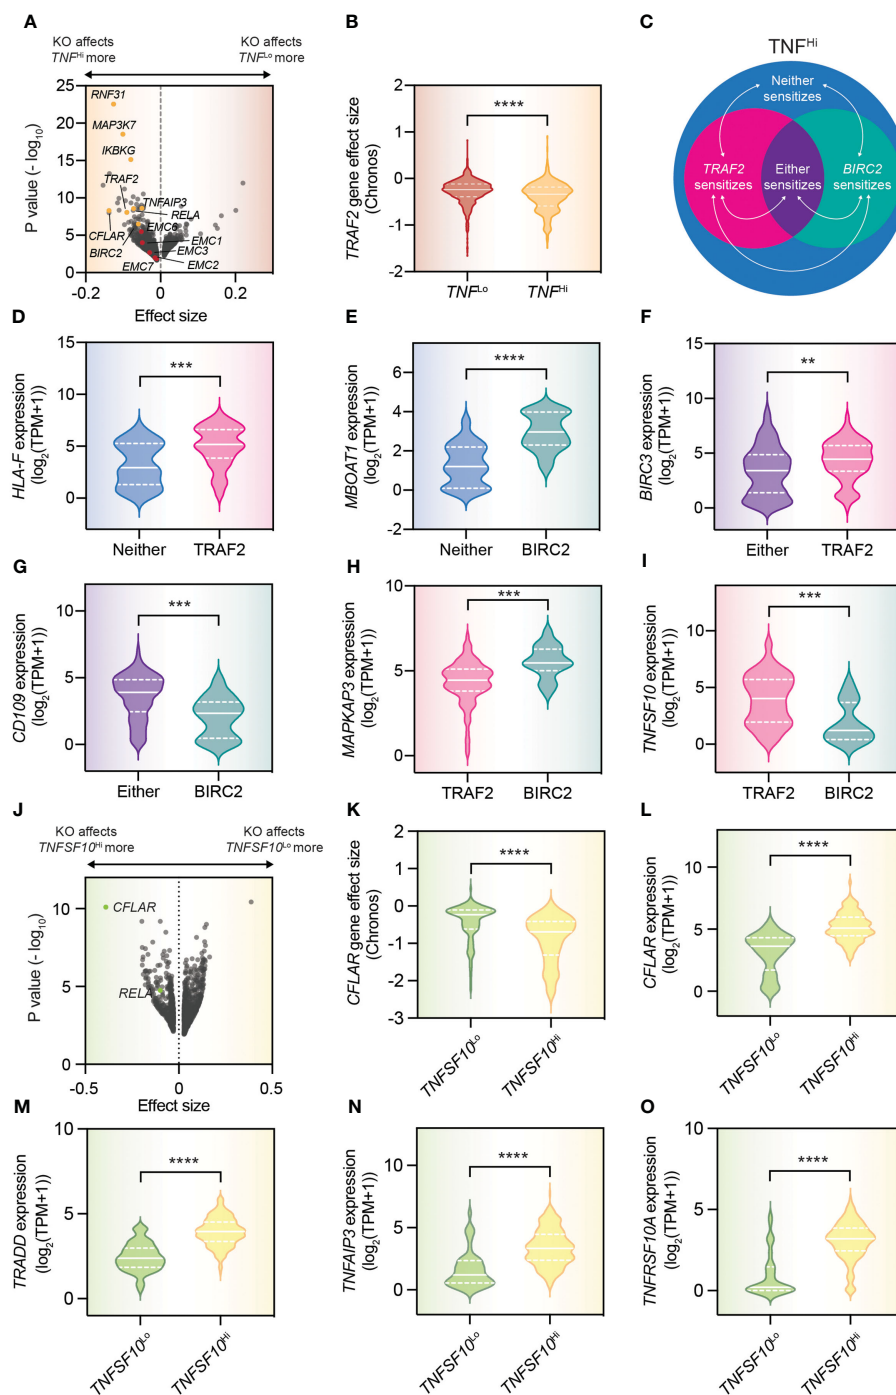 A
KO affects
TNFHi more
KO affects
TNFLo more
P value (- log10)
25
20
15
10
5
0
RNF31
MAP3K7
IKBKG
TRAF2
TNFAIP3
RELA
EMC6
CFLAR
EMC1
BIRC2
EMC3
EMC7
EMC2
0
0.2
Effect size
B
TRAF2 gene effect size
(Chronos)
2
1
0
-1
-2
****
TNFLo
TNFHi
C
TNFHi
Neither
sensitizes
TRAF2
sensitizes
Either
sensitizes
BIRC2
sensitizes
D
HLA-F expression
(log2(TPM+1))
15
10
5
0
***
Neither
TRAF2
E
MBOAT1 expression
(log2(TPM+1))
6
4
2
0
-2
****
Neither
BIRC2
F
BIRC3 expression
(log2(TPM+1))
15
10
5
0
**
Either
TRAF2
G
CD109 expression
(log2(TPM+1))
10
5
0
***
Either
BIRC2
H
MAPKAP3 expression
(log2(TPM+1))
10
5
0
***
TRAF2
BIRC2
I
TNFSF10 expression
(log2(TPM+1))
15
10
5
0
***
TRAF2
BIRC2
J
KO affects
TNFSF10Hi more
KO affects
TNFSF10Lo more
P value (- log10)
15
10
5
0
CFLAR
RELA
-0.5
0
0.5
Effect size
K
CFLAR gene effect size
(Chronos)
2
1
0
-1
-2
-3
****
TNFSF10Lo
TNFSF10Hi
L
CFLAR expression
(log2(TPM+1))
10
5
0
****
TNFSF10Lo
TNFSF10Hi
M
TRADD expression
(log2(TPM+1))
10
5
0
****
TNFSF10Lo
TNFSF10Hi
N
TNFAIP3 expression
(log2(TPM+1))
10
5
0
****
TNFSF10Lo
TNFSF10Hi
O
TNFRSF10A expression
(log2(TPM+1))
10
5
0
****
TNFSF10Lo
TNFSF10Hi